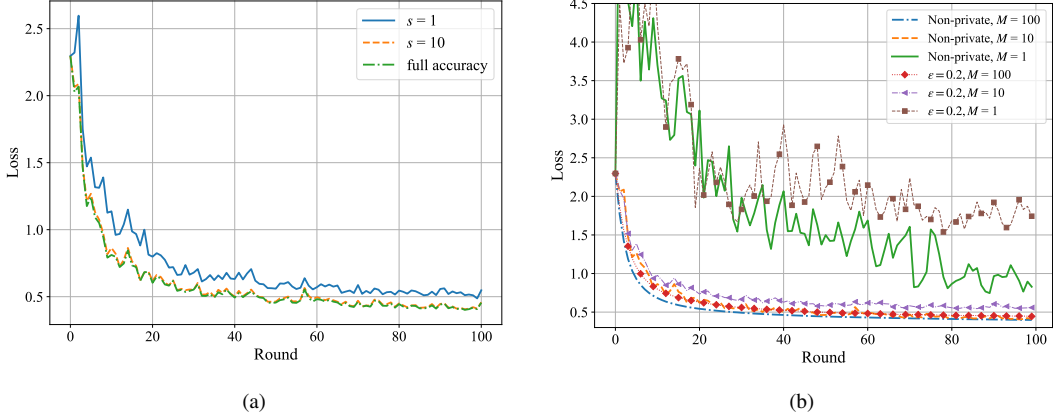 2.5
2.0
1.5
1.0
0.5
Loss
0
20
40
60
80
100
Round
s = 1
s = 10
full accuracy
(a)
4.5
4.0
3.5
3.0
2.5
2.0
1.5
1.0
0.5
Loss
0
20
40
60
80
100
Round
Non-private, M = 100
Non-private, M = 10
Non-private, M = 1
ε = 0.2, M = 100
ε = 0.2, M = 10
ε = 0.2, M = 1
(b)